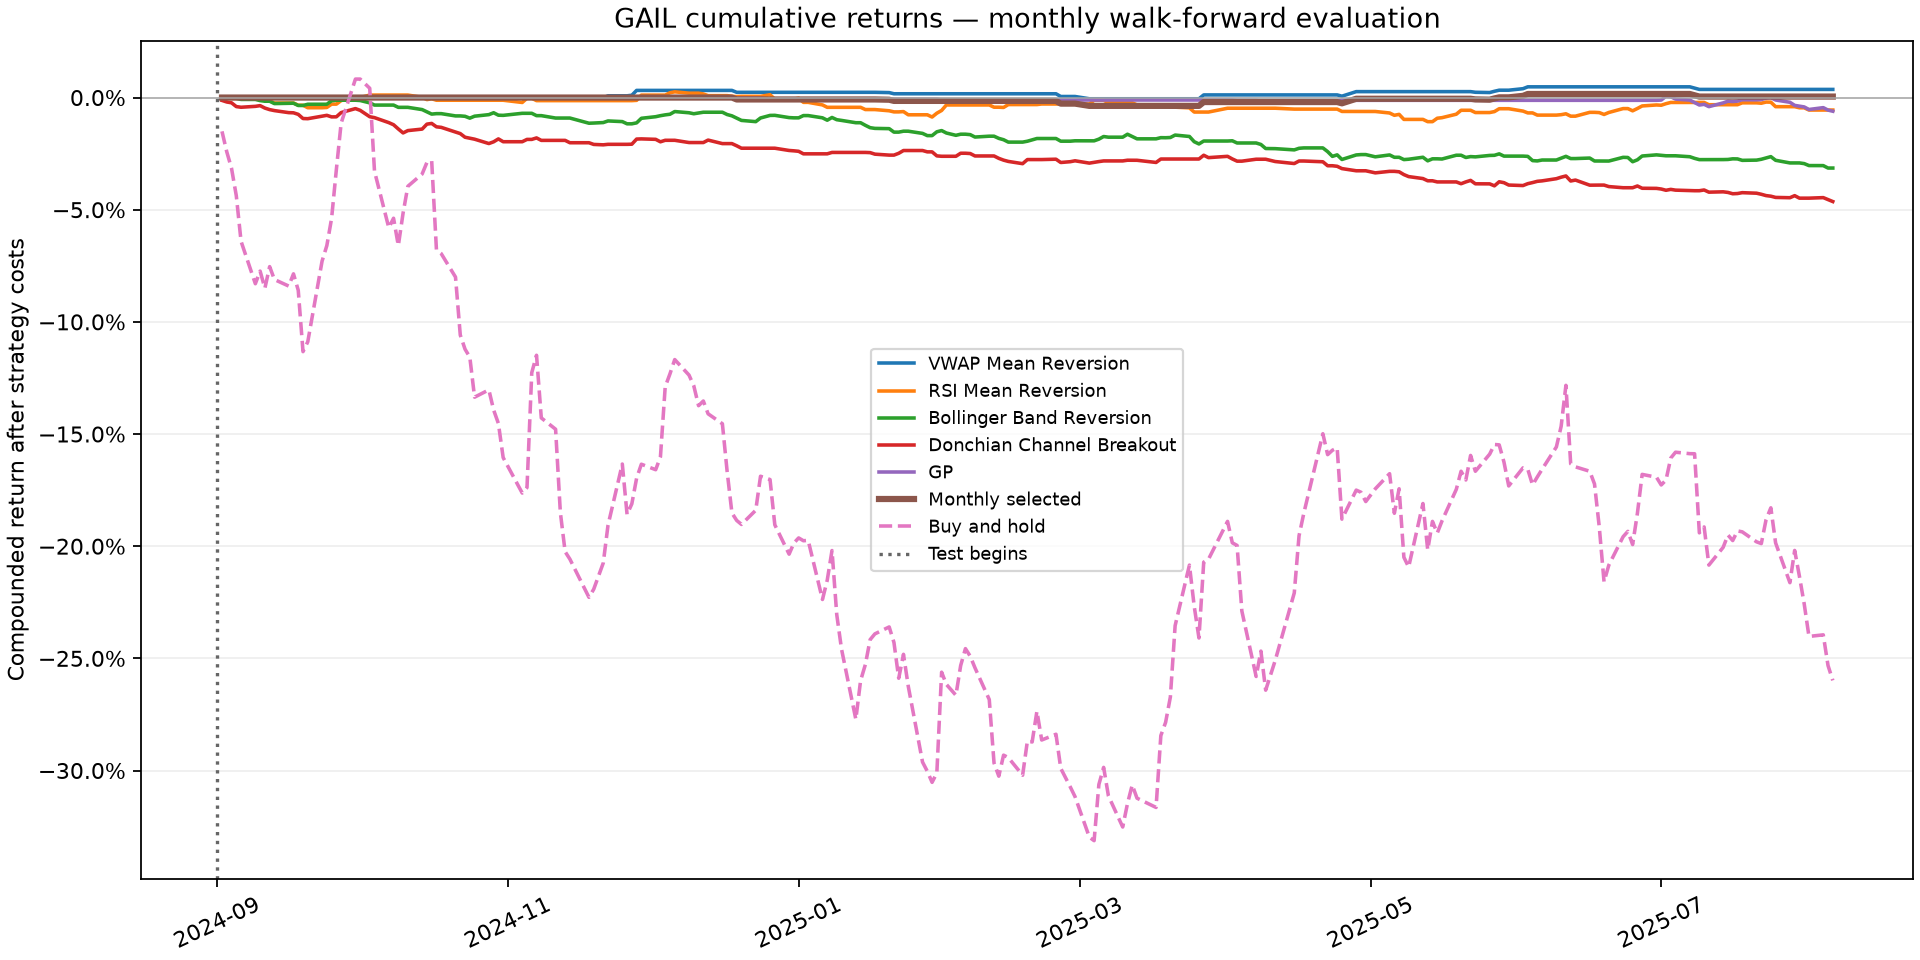 GAIL cumulative returns — monthly walk-forward evaluation
Compounded return after strategy costs
0.0%
−5.0%
−10.0%
−15.0%
−20.0%
−25.0%
−30.0%
VWAP Mean Reversion
RSI Mean Reversion
Bollinger Band Reversion
Donchian Channel Breakout
GP
Monthly selected
Buy and hold
Test begins
2024-09
2024-11
2025-01
2025-03
2025-05
2025-07